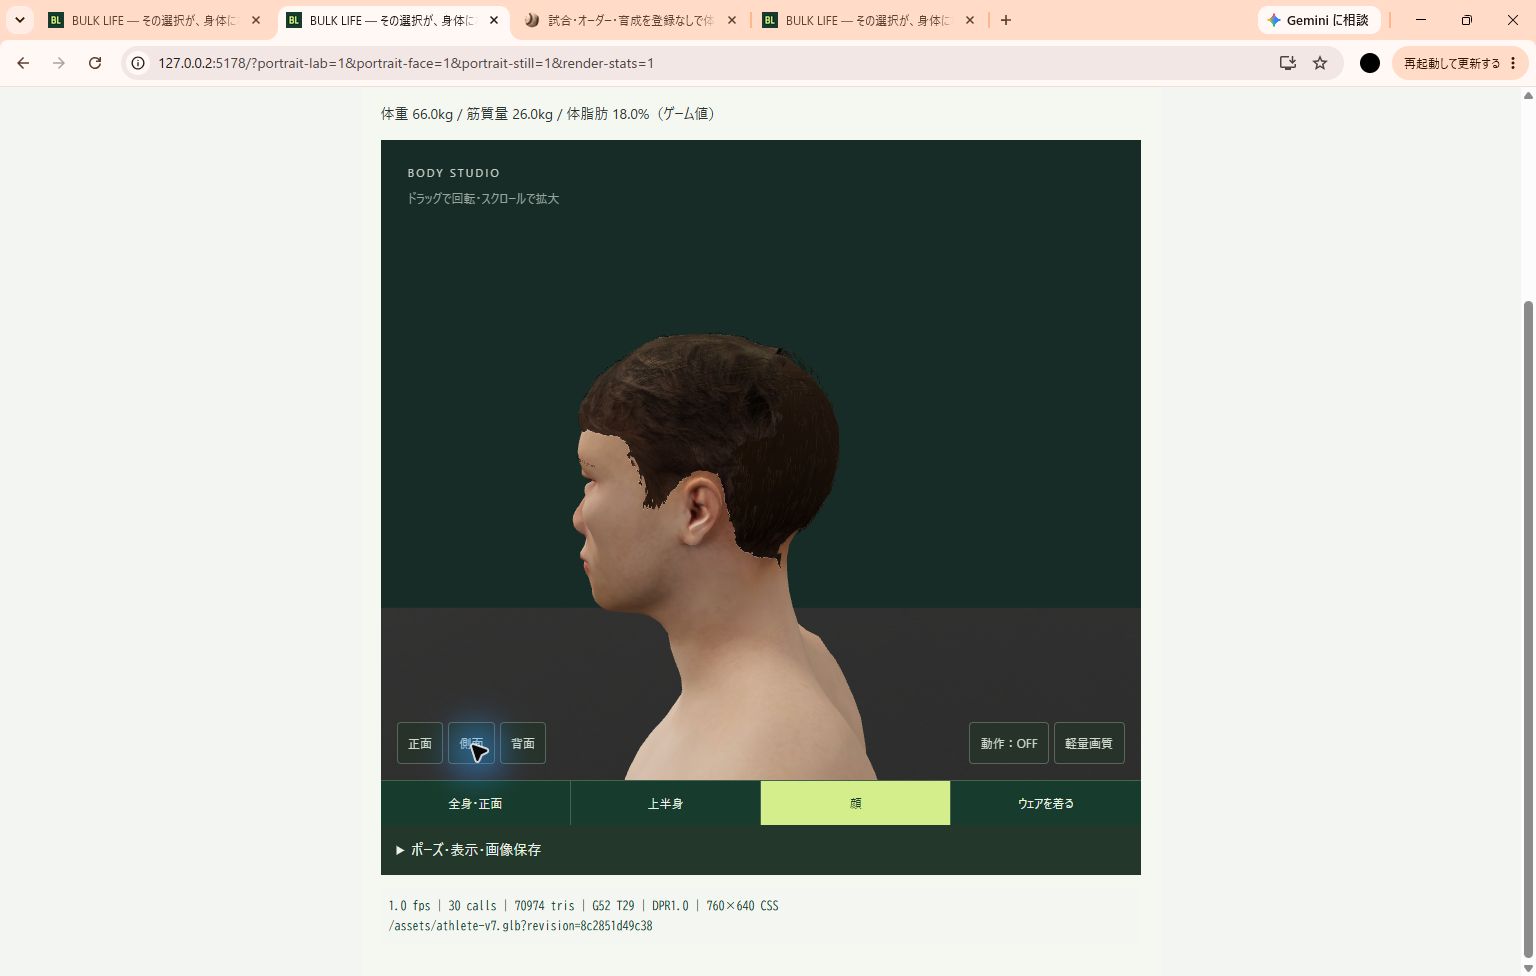 BL BULK LIFE — その選択が、身体に
BL BULK LIFE — その選択が、身体に
試合・オーダー・育成を登録なしで体
BL BULK LIFE — その選択が、身体に
Gemini に相談
127.0.0.2:5178/?portrait-lab=1&portrait-face=1&portrait-still=1&render-stats=1
再起動して更新する
体重 66.0kg / 筋質量 26.0kg / 体脂肪 18.0%（ゲーム値）
BODY STUDIO
ドラッグで回転・スクロールで拡大
正面
側面
背面
動作：OFF
軽量画質
全身・正面
上半身
顔
ウェアを着る
▶ ポーズ・表示・画像保存
1.0 fps | 30 calls | 70974 tris | G52 T29 | DPR1.0 | 760×640 CSS
/assets/athlete-v7.glb?revision=8c2851d49c38